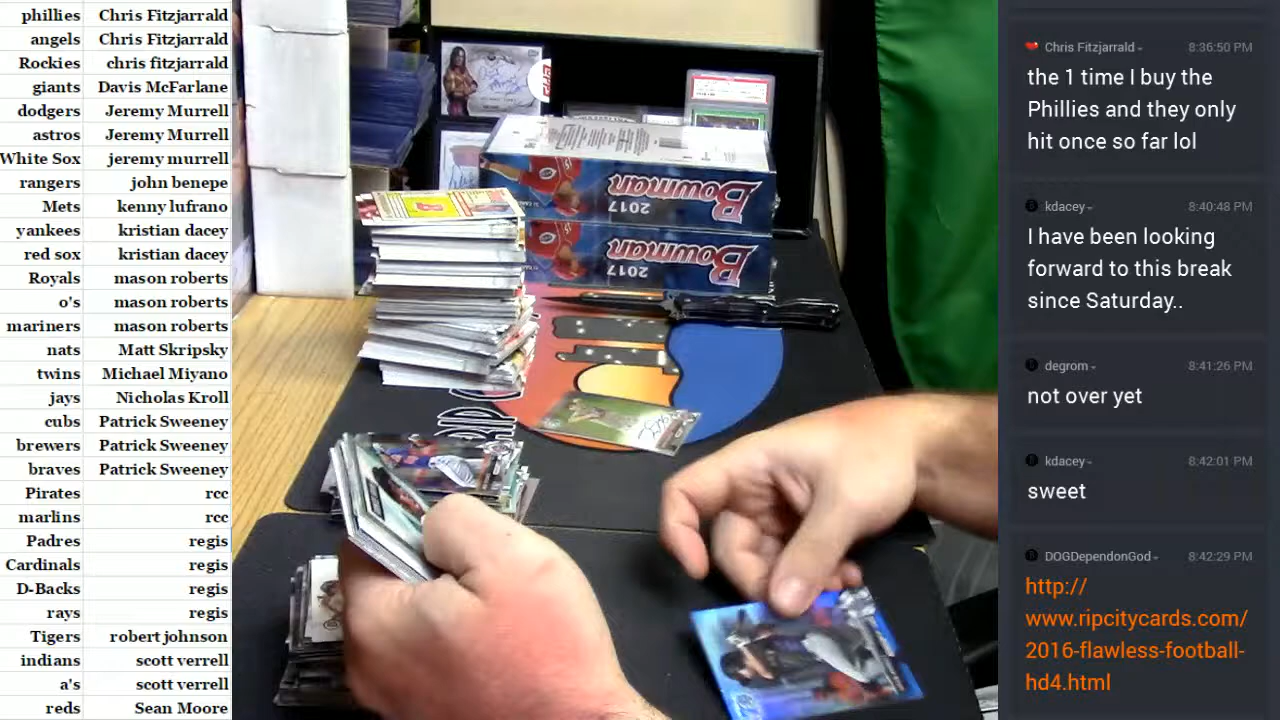 phillies Chris Fitzjarrald
angels Chris Fitzjarrald
Rockies chris fitzjarrald
giants Davis McFarlane
dodgers Jeremy Murrell
astros Jeremy Murrell
White Sox jeremy murrell
rangers john benepe
Mets kenny lufrano
yankees kristian dacey
red sox kristian dacey
Royals mason roberts
o's mason roberts
mariners mason roberts
nats Matt Skripsky
twins Michael Miyano
jays Nicholas Kroll
cubs Patrick Sweeney
brewers Patrick Sweeney
braves Patrick Sweeney
Pirates rcc
marlins rcc
Padres regis
Cardinals regis
D-Backs regis
rays regis
Tigers robert johnson
indians scott verrell
a's scott verrell
reds Sean Moore
Bowman
2017
Bowman
2017
RIP
Chris Fitzjarrald 8:36:50 PM
the 1 time I buy the
Phillies and they only
hit once so far lol
kdacey 8:40:48 PM
I have been looking
forward to this break
since Saturday..
degrom 8:41:26 PM
not over yet
kdacey 8:42:01 PM
sweet
DOGDependonGod 8:42:29 PM
http://
www.ripcitycards.com/
2016-flawless-football-
hd4.html